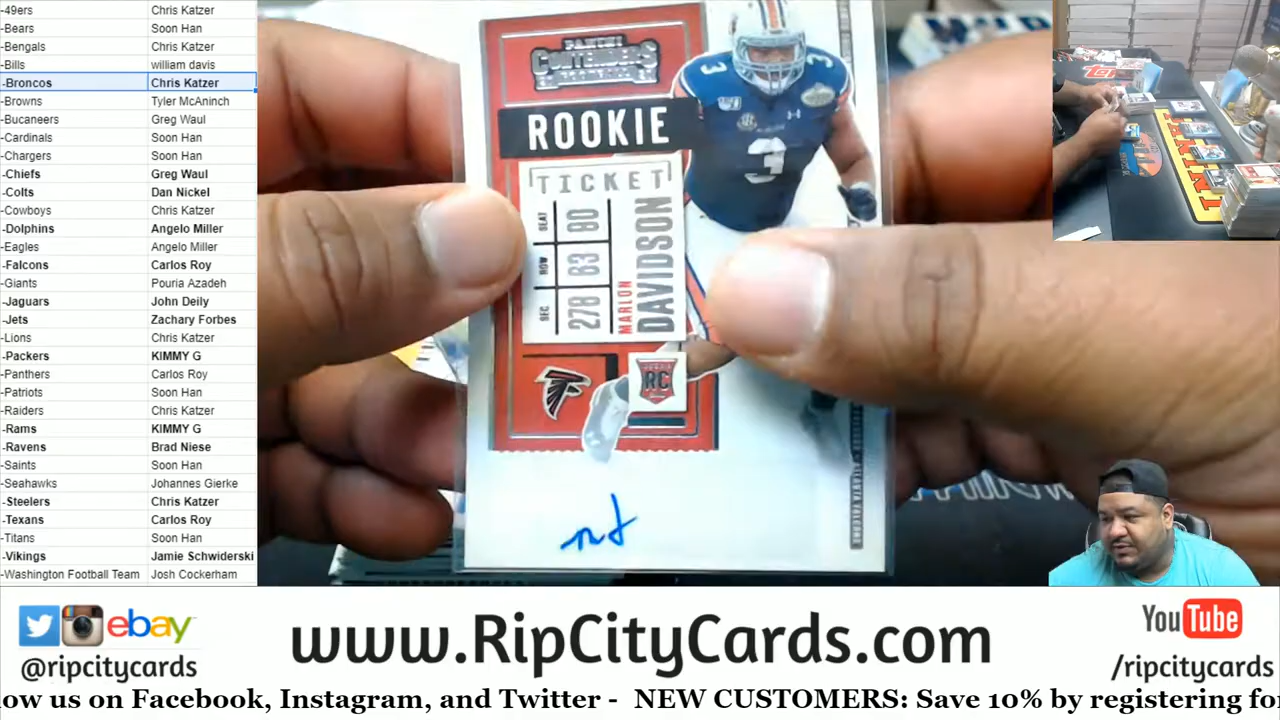 -49ers Chris Katzer
-Bears Soon Han
-Bengals Chris Katzer
-Bills william davis
-Broncos Chris Katzer
-Browns Tyler McAninch
-Bucaneers Greg Waul
-Cardinals Soon Han
-Chargers Soon Han
-Chiefs Greg Waul
-Colts Dan Nickel
-Cowboys Chris Katzer
-Dolphins Angelo Miller
-Eagles Angelo Miller
-Falcons Carlos Roy
-Giants Pouria Azadeh
-Jaguars John Deily
-Jets Zachary Forbes
-Lions Chris Katzer
-Packers KIMMY G
-Panthers Carlos Roy
-Patriots Soon Han
-Raiders Chris Katzer
-Rams KIMMY G
-Ravens Brad Niese
-Saints Soon Han
-Seahawks Johannes Gierke
-Steelers Chris Katzer
-Texans Carlos Roy
-Titans Soon Han
-Vikings Jamie Schwiderski
-Washington Football Team Josh Cockerham
PANINI
Contenders
ROOKIE
TICKET
SEAT 80
ROW 83
SEC 278
MARLON
DAVIDSON
RC
3
3
3
PANINI
ebay
@ripcitycards
www.RipCityCards.com
YouTube
/ripcitycards
ow us on Facebook, Instagram, and Twitter - NEW CUSTOMERS: Save 10% by registering fo